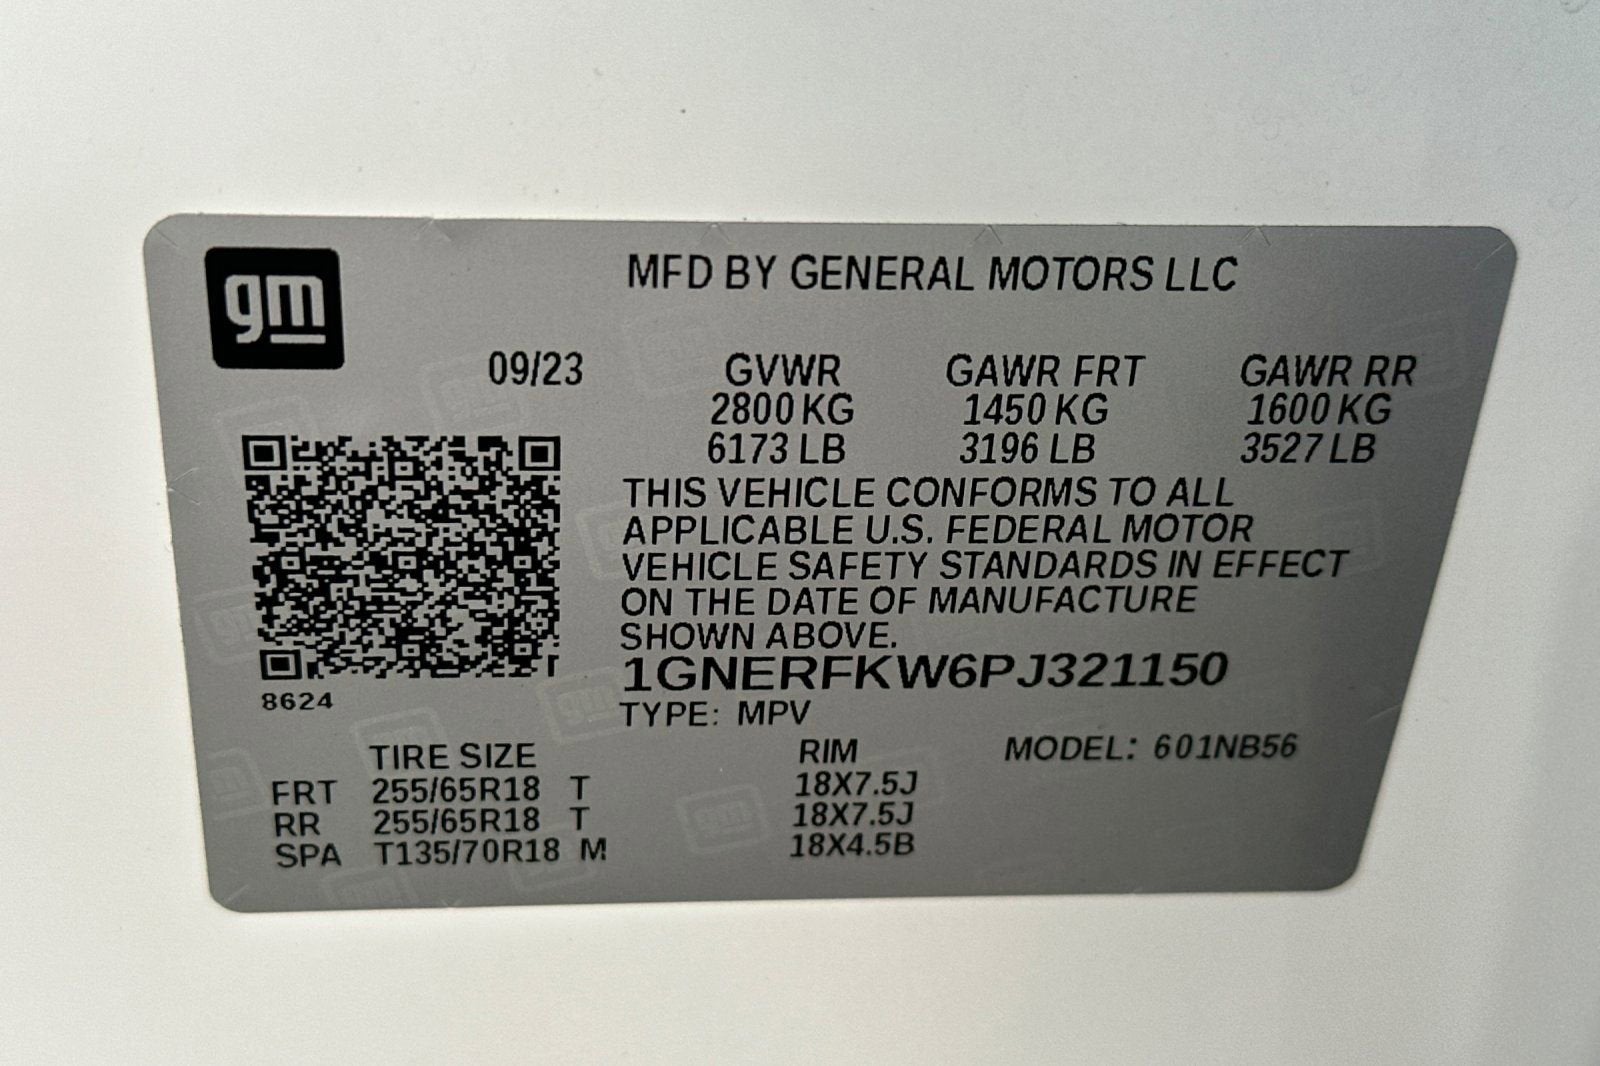 gm
MFD BY GENERAL MOTORS LLC
09/23 GVWR GAWR FRT GAWR RR
2800 KG 1450 KG 1600 KG
6173 LB 3196 LB 3527 LB
THIS VEHICLE CONFORMS TO ALL
APPLICABLE U.S. FEDERAL MOTOR
VEHICLE SAFETY STANDARDS IN EFFECT
ON THE DATE OF MANUFACTURE
SHOWN ABOVE.
1GNERFKW6PJ321150
8624
TYPE: MPV
TIRE SIZE RIM MODEL: 601NB56
FRT 255/65R18 T 18X7.5J
RR 255/65R18 T 18X7.5J
SPA T135/70R18 M 18X4.5B